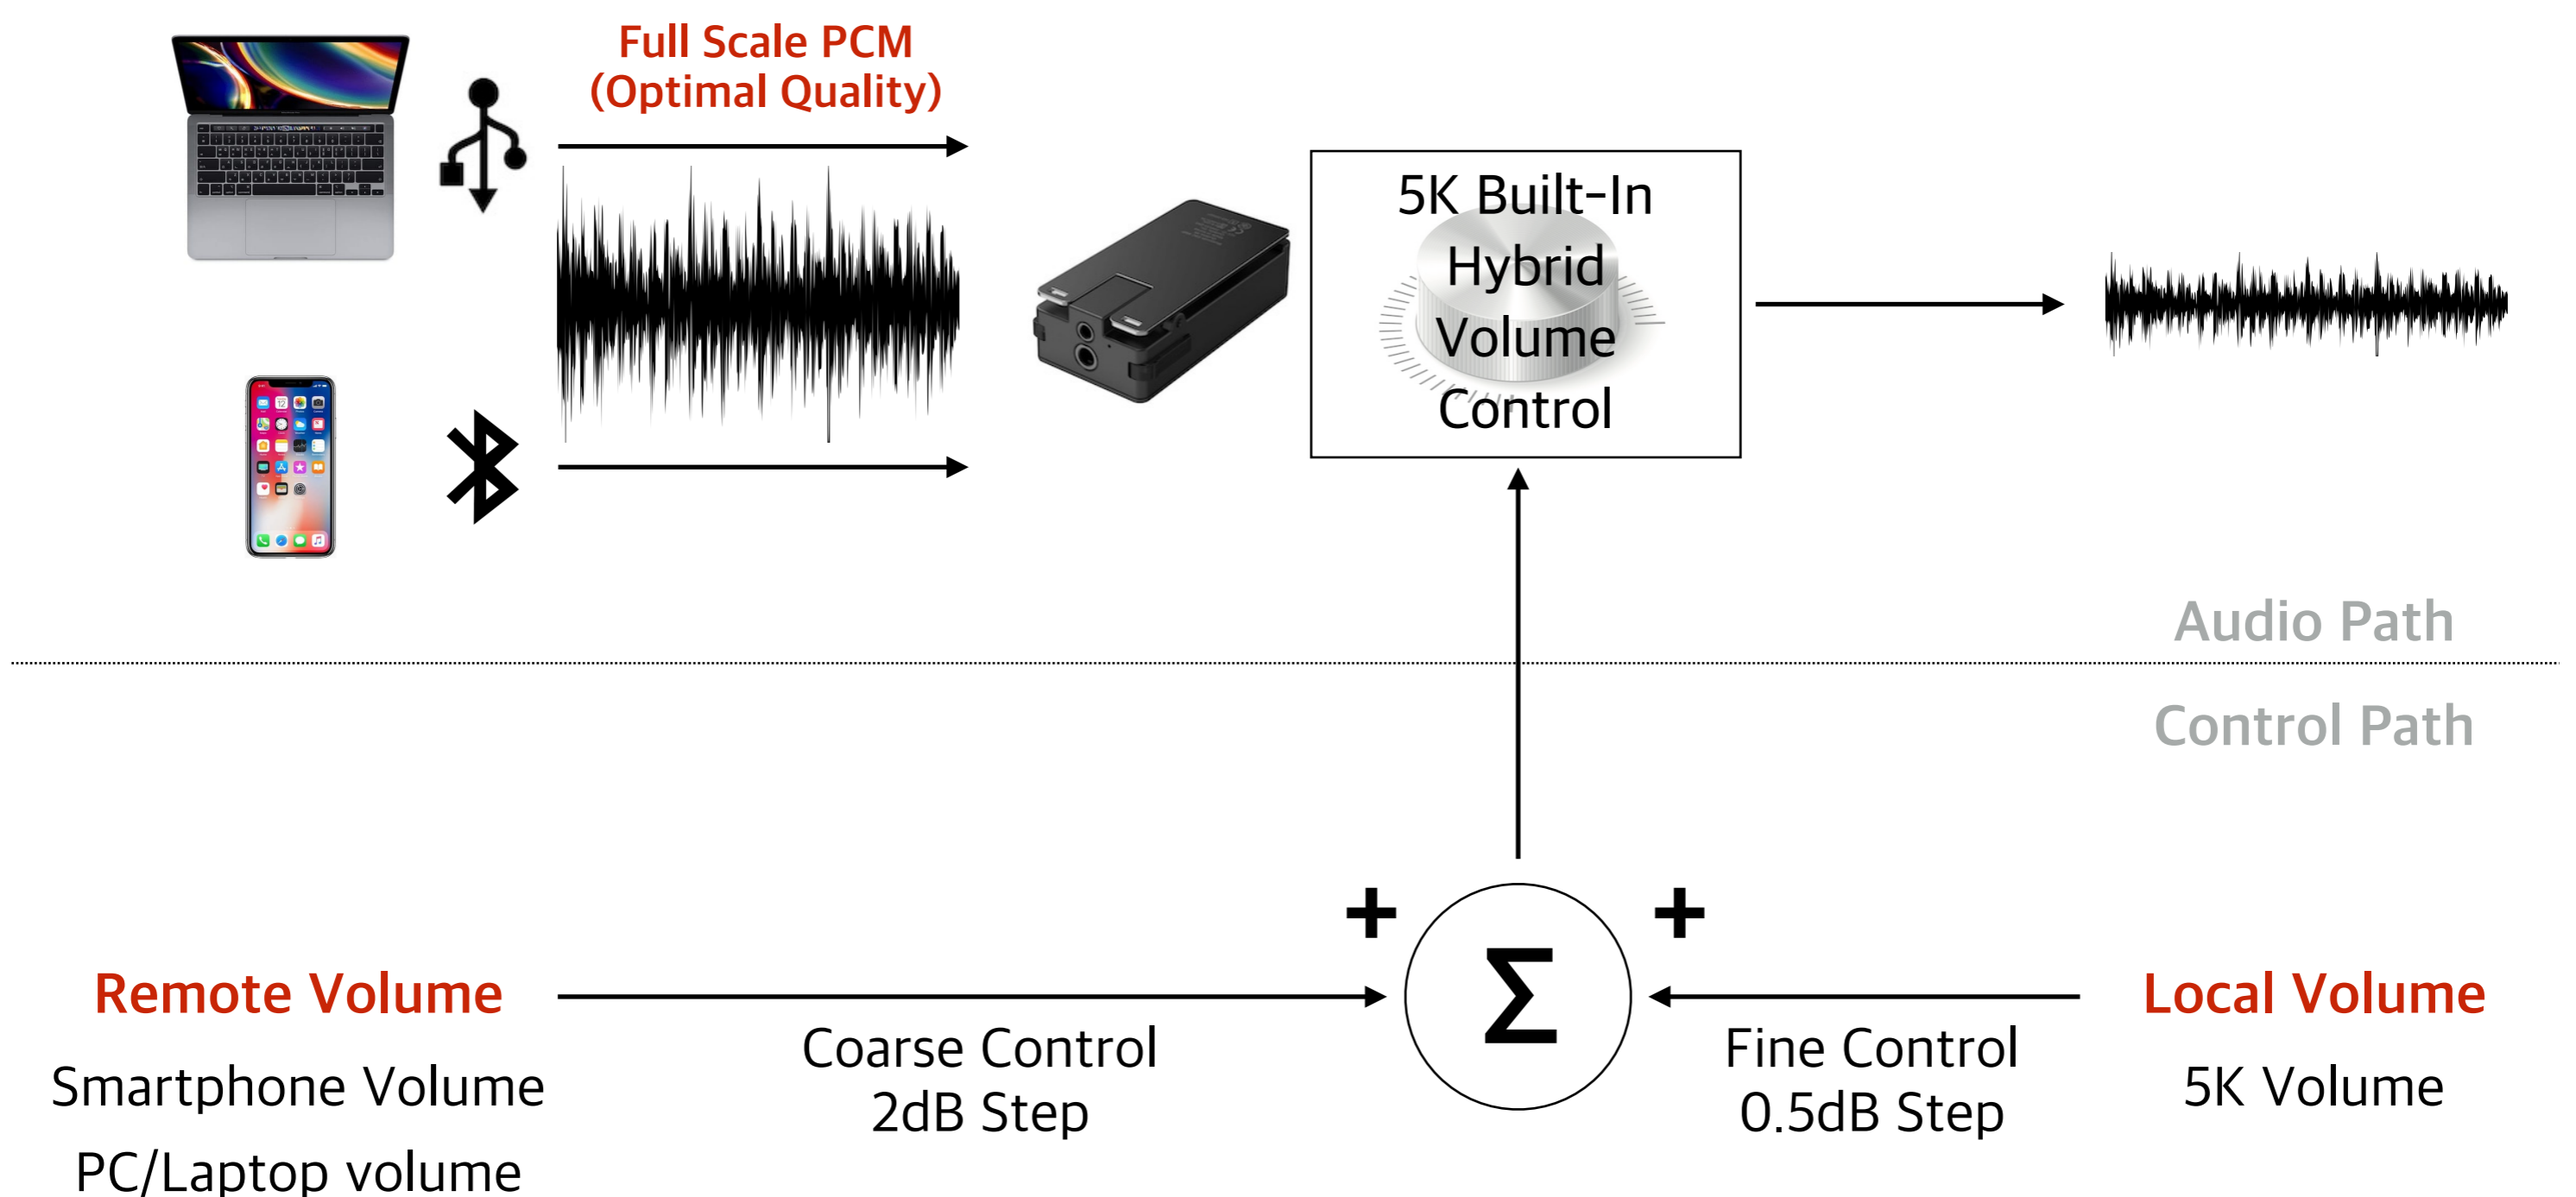 Full Scale PCM
(Optimal Quality)
5K Built-In
Hybrid
Volume
Control
Audio Path
Control Path
Remote Volume
Smartphone Volume
PC/Laptop volume
Coarse Control
2dB Step
+
Σ
+
Fine Control
0.5dB Step
Local Volume
5K Volume